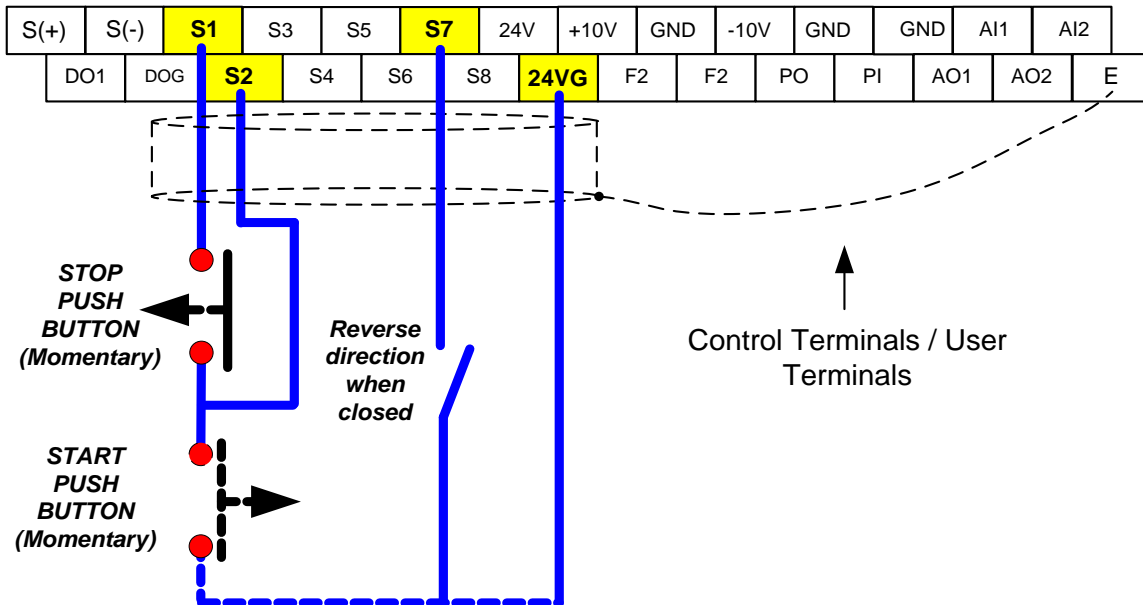 S(+) S(-) S1 S3 S5 S7 24V +10V GND -10V GND GND AI1 AI2
DO1 DOG S2 S4 S6 S8 24VG F2 F2 PO PI AO1 AO2 E
STOP
PUSH
BUTTON
(Momentary)
Reverse
direction
when
closed
Control Terminals / User
Terminals
START
PUSH
BUTTON
(Momentary)